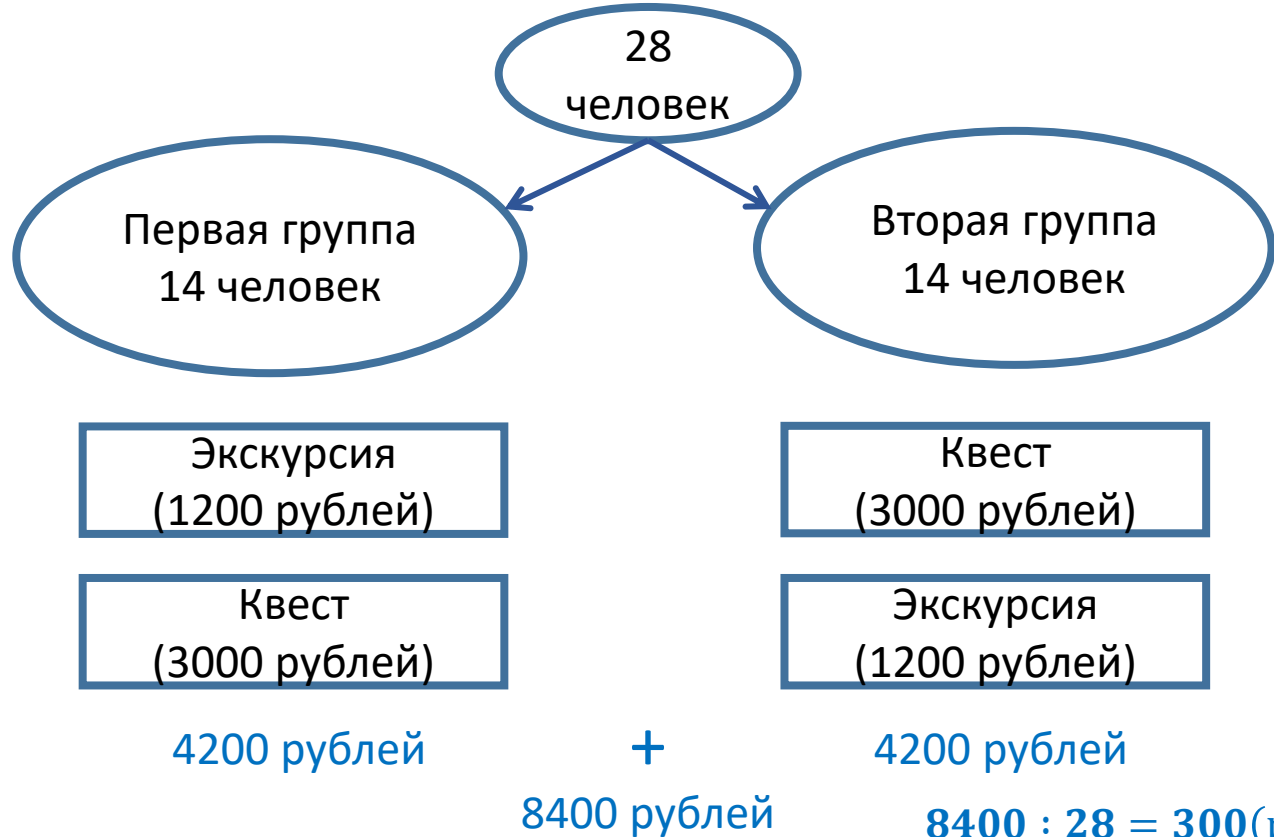 28
человек
Первая группа
14 человек
Вторая группа
14 человек
Экскурсия
(1200 рублей)
Квест
(3000 рублей)
Квест
(3000 рублей)
Экскурсия
(1200 рублей)
4200 рублей + 4200 рублей
8400 рублей
8400 : 28 = 300(